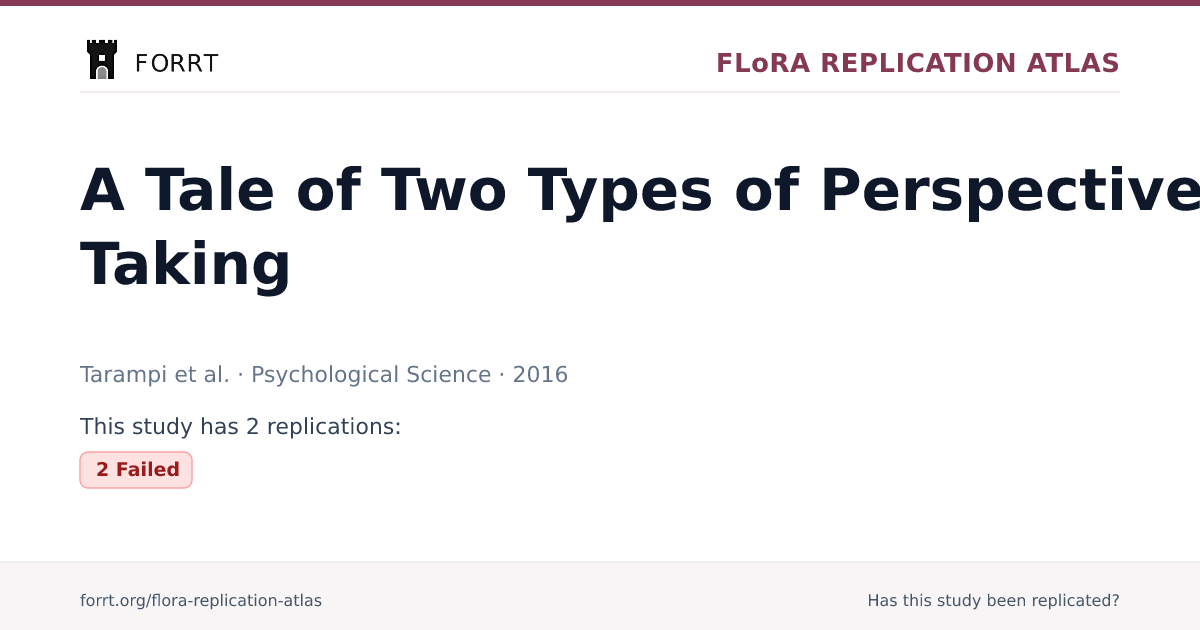 FORRT
FLoRA REPLICATION ATLAS
A Tale of Two Types of Perspective
Taking
Tarampi et al. · Psychological Science · 2016
This study has 2 replications:
2 Failed
forrt.org/flora-replication-atlas
Has this study been replicated?